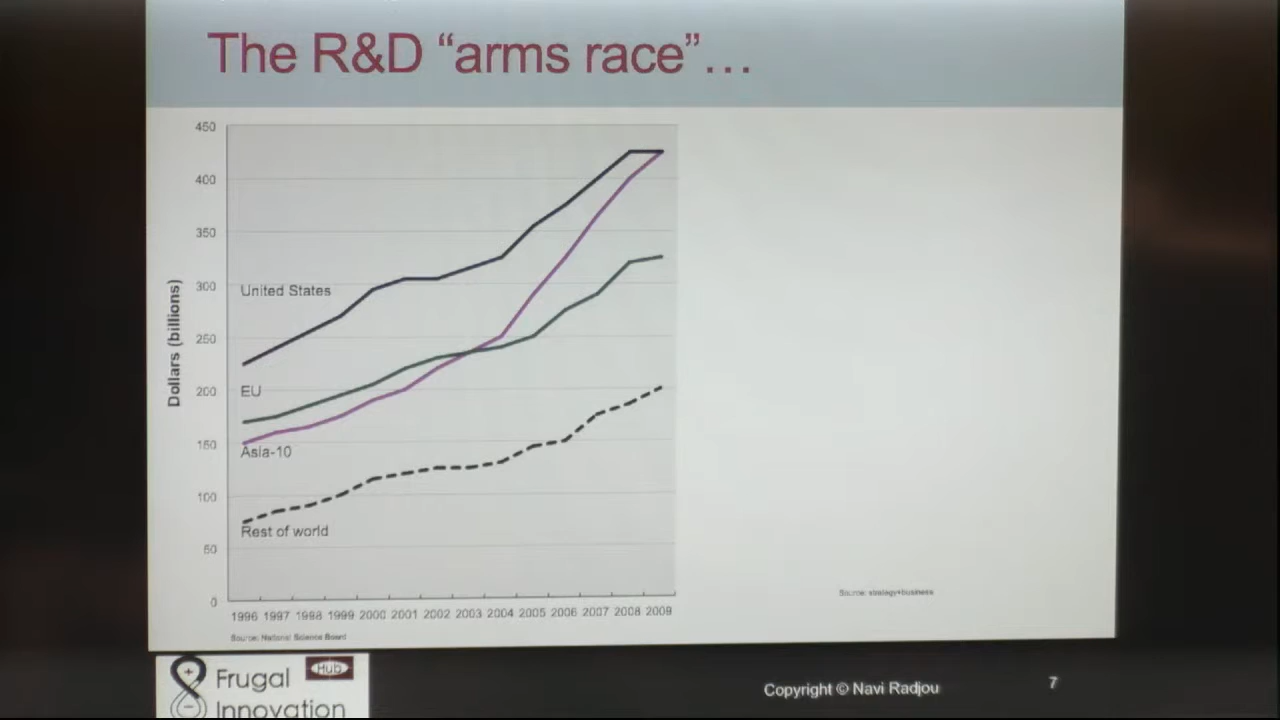 The R&D “arms race”…
450
400
350
300
250
200
150
100
50
0
Dollars (billions)
United States
EU
Asia-10
Rest of world
1996 1997 1998 1999 2000 2001 2002 2003 2004 2005 2006 2007 2008 2009
Source: National Science Board
Source: strategy+business
Frugal
Hub
Innovation
Copyright © Navi Radjou
7